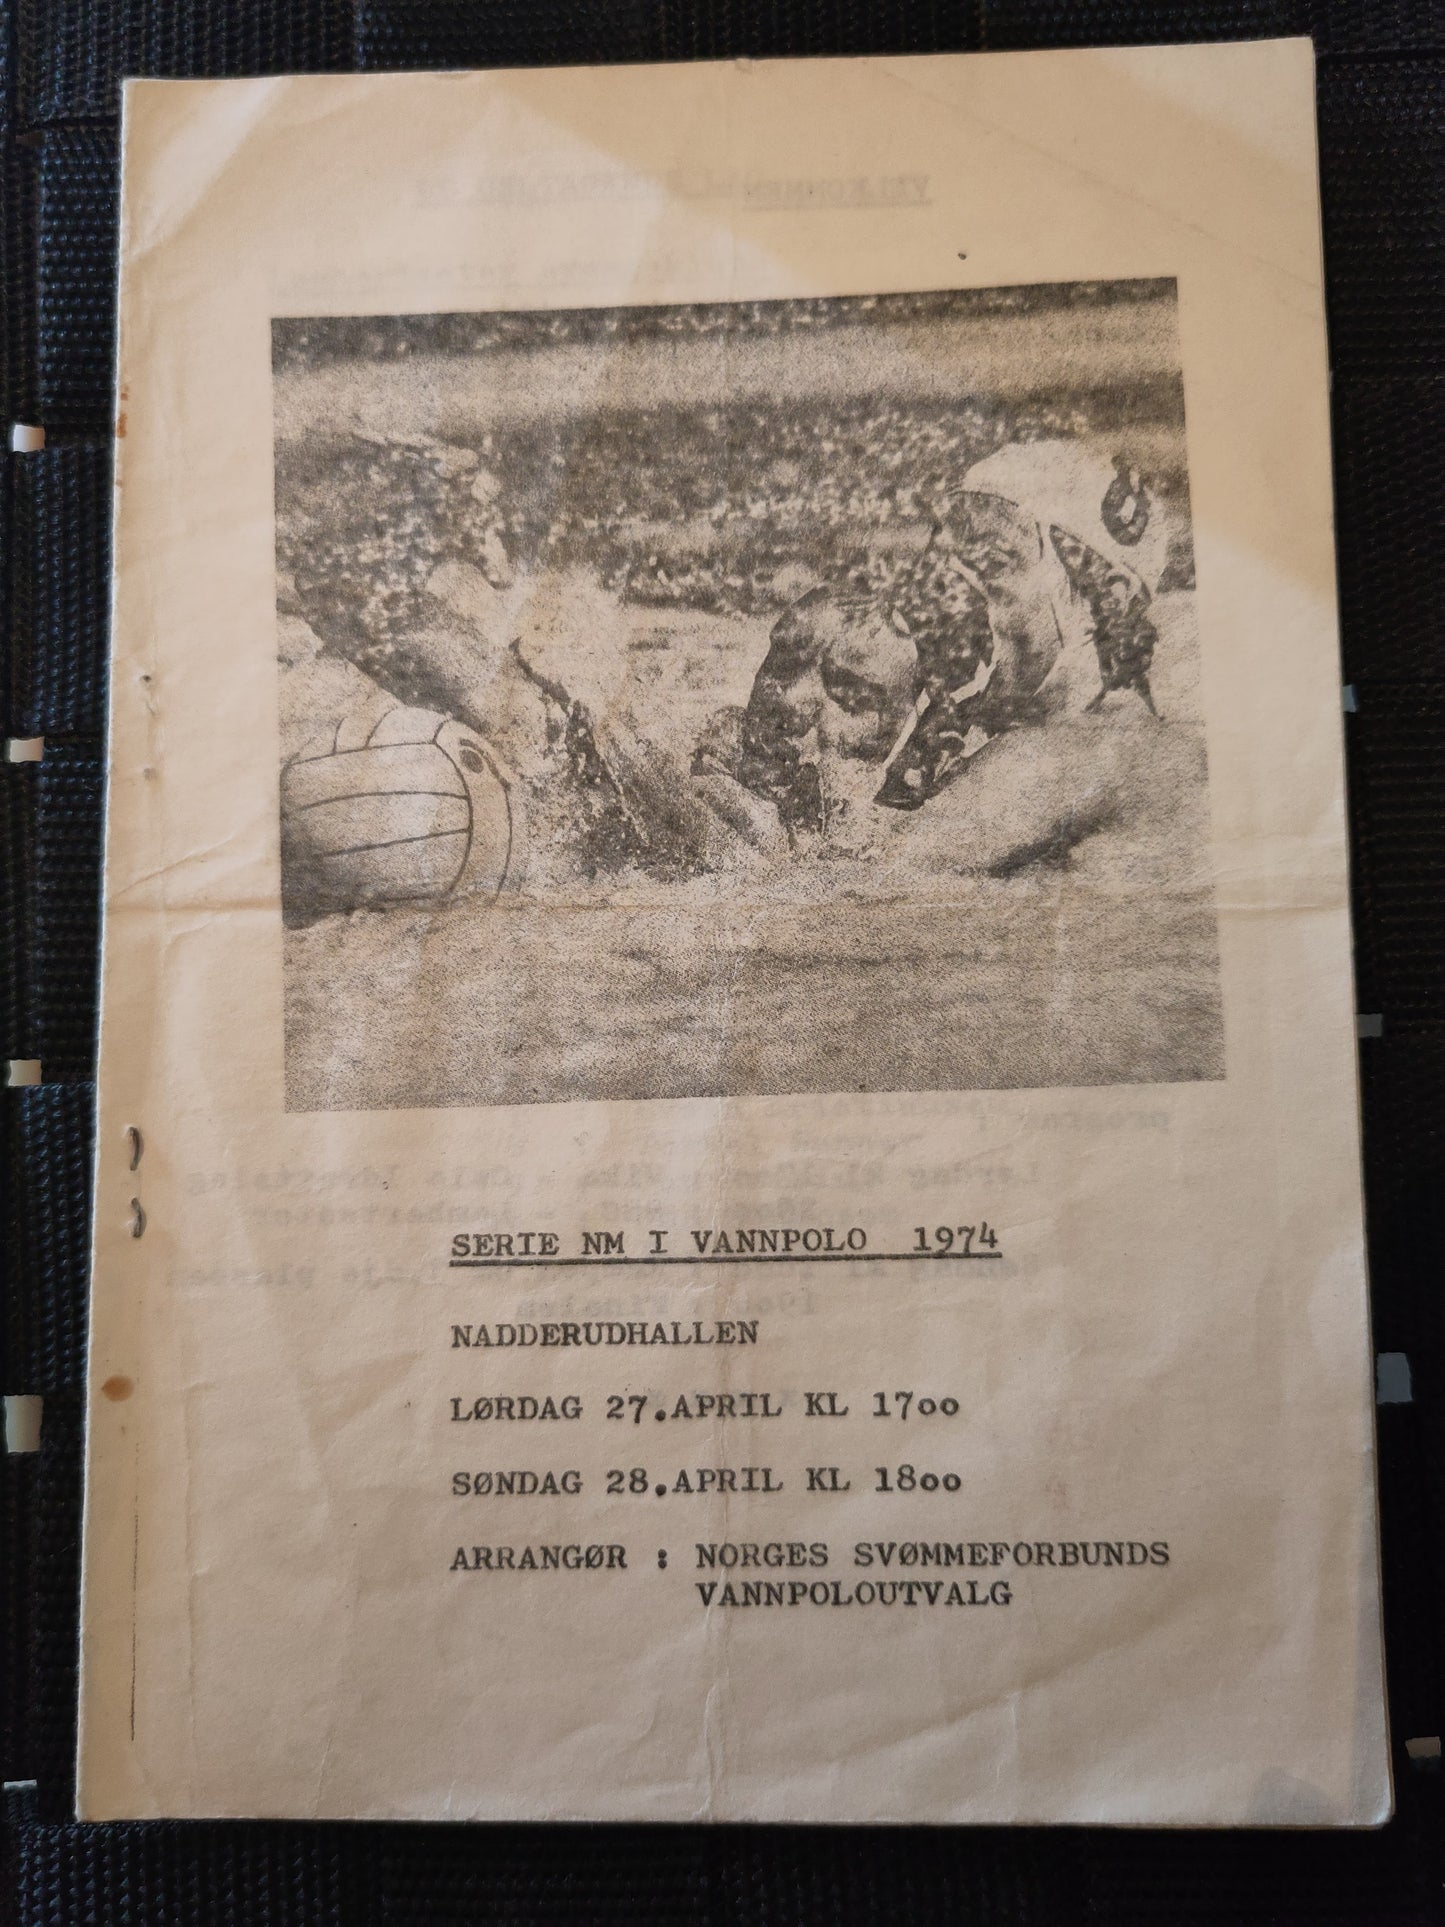 SERIE NM I VANNPOLO 1974
NADDERUDHALLEN
LØRDAG 27.APRIL KL 17oo
SØNDAG 28.APRIL KL 18oo
ARRANGØR : NORGES SVØMMEFORBUNDS
VANNPOLOUTVALG